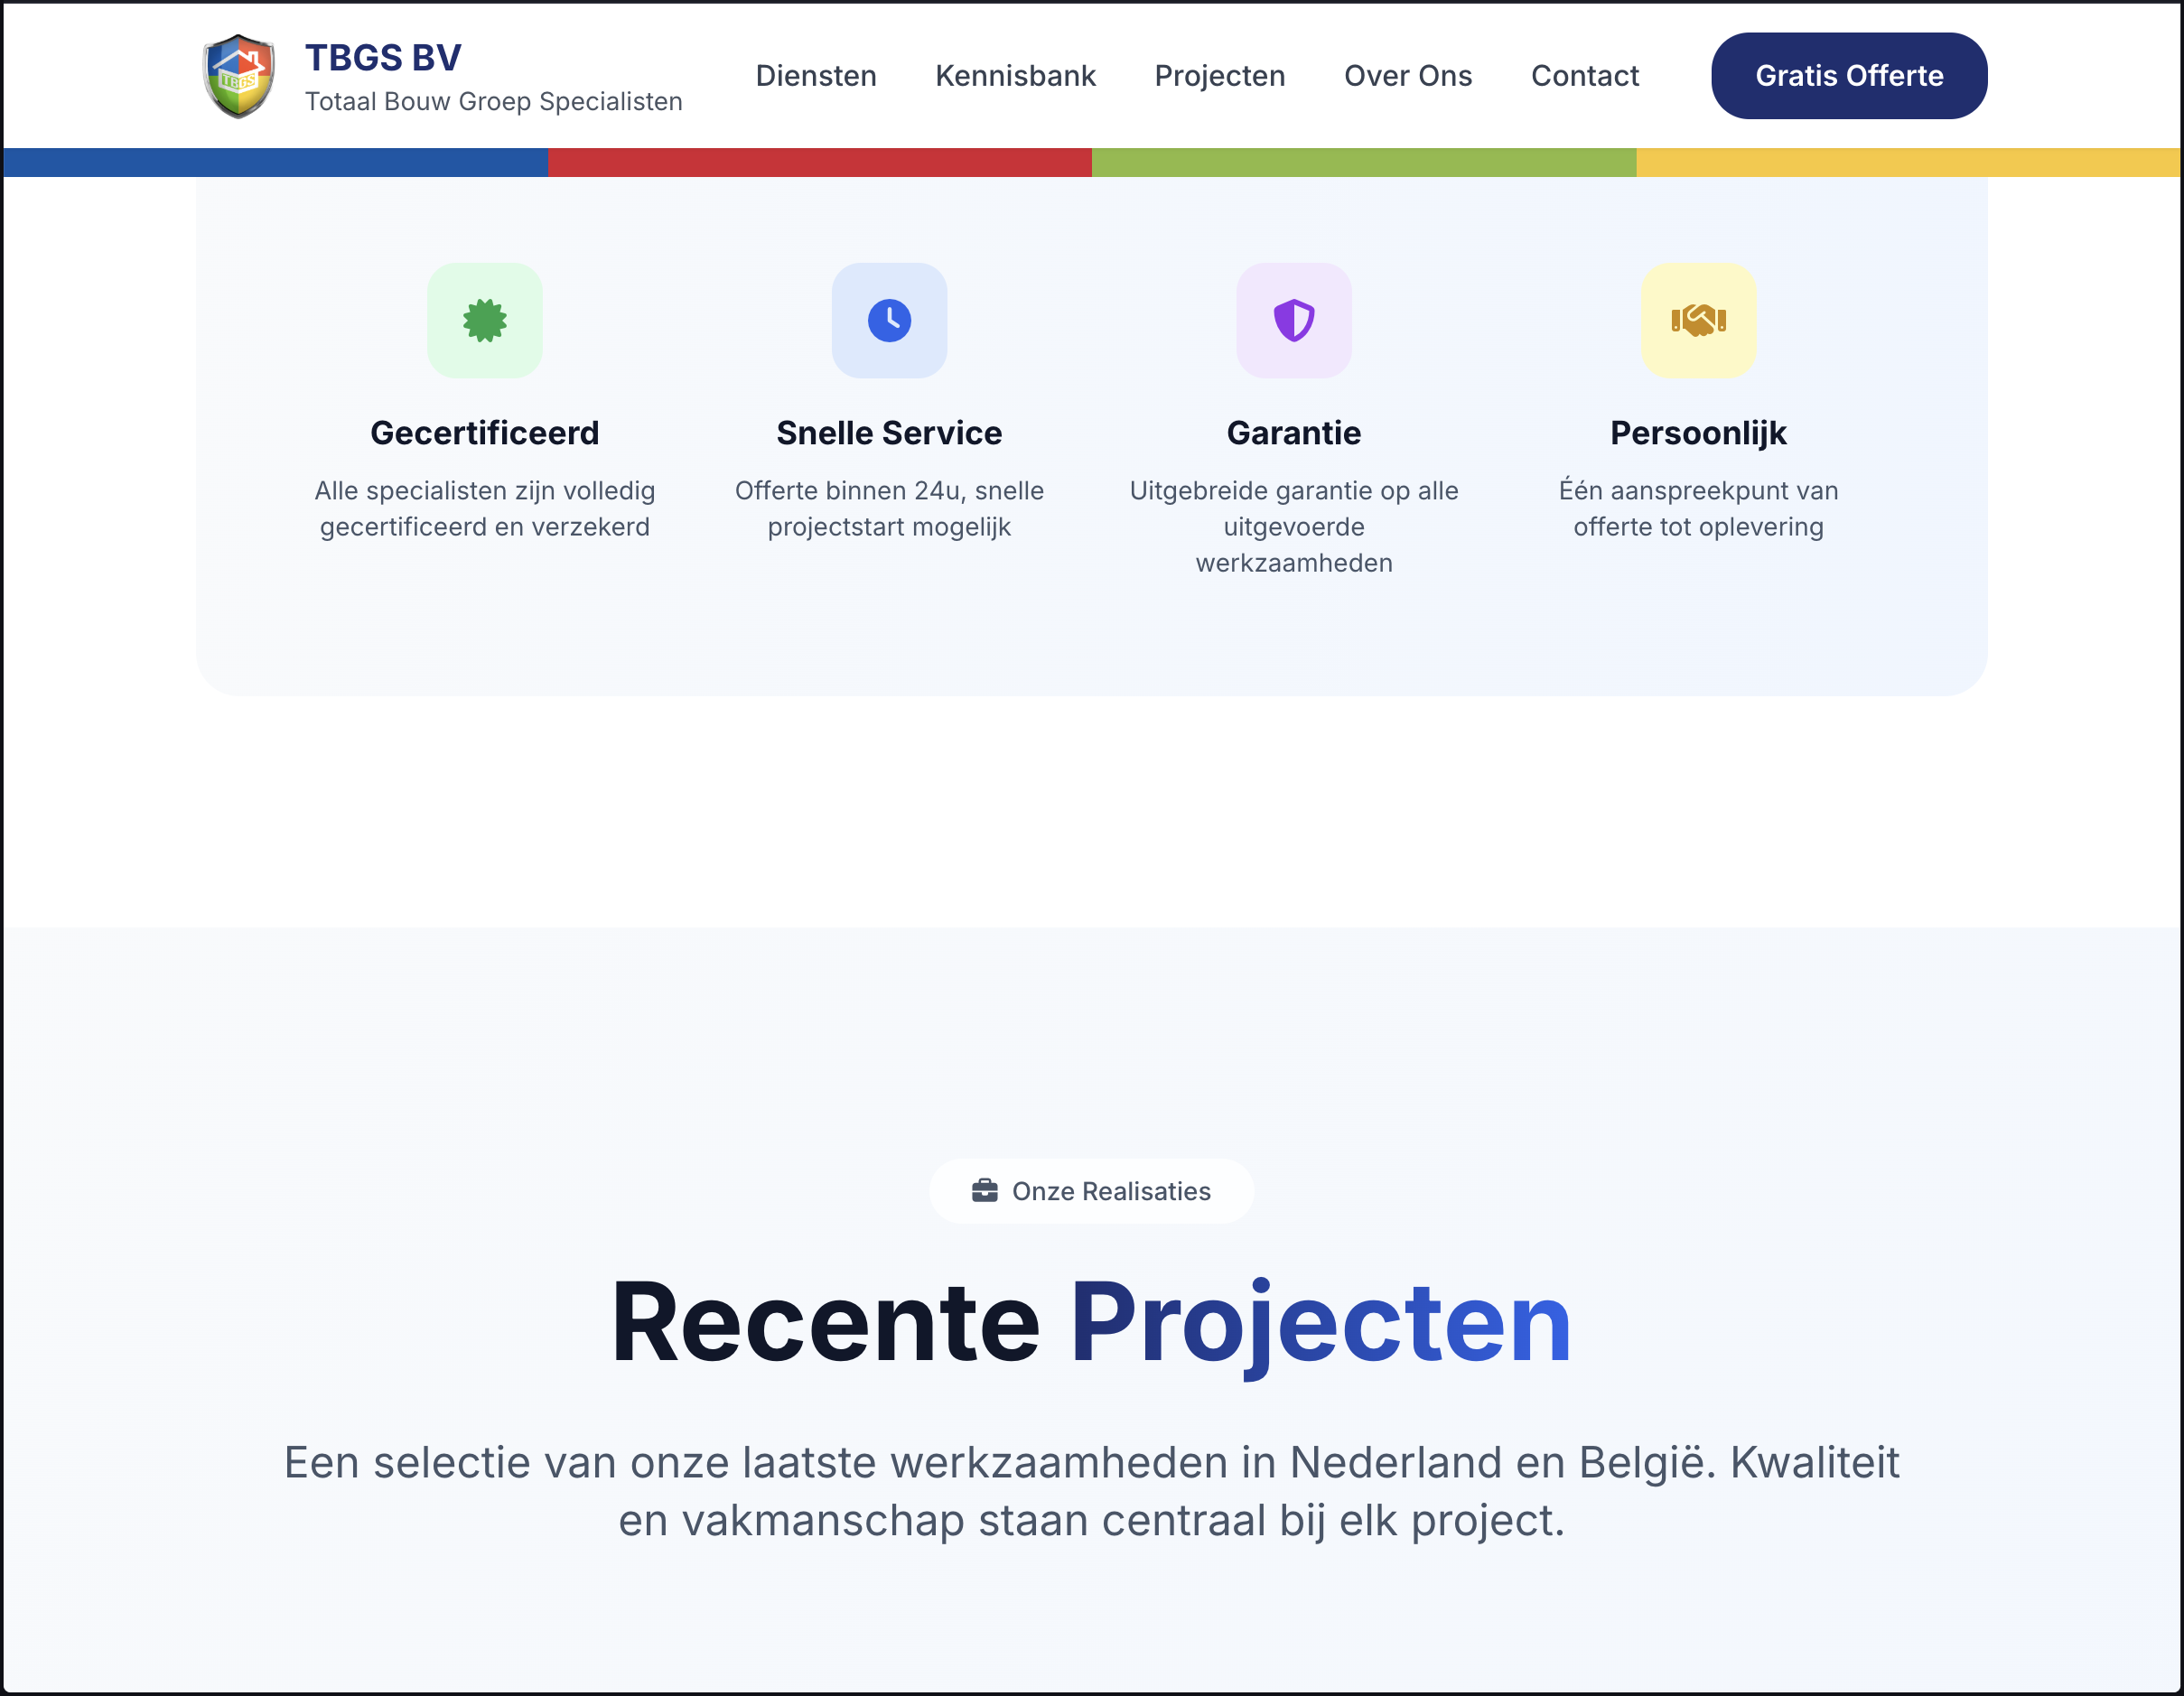 TBGS
TBGS BV
Totaal Bouw Groep Specialisten
Diensten
Kennisbank
Projecten
Over Ons
Contact
Gratis Offerte
Gecertificeerd
Alle specialisten zijn volledig
gecertificeerd en verzekerd
Snelle Service
Offerte binnen 24u, snelle
projectstart mogelijk
Garantie
Uitgebreide garantie op alle
uitgevoerde
werkzaamheden
Persoonlijk
Één aanspreekpunt van
offerte tot oplevering
Onze Realisaties
Recente Projecten
Een selectie van onze laatste werkzaamheden in Nederland en België. Kwaliteit
en vakmanschap staan centraal bij elk project.